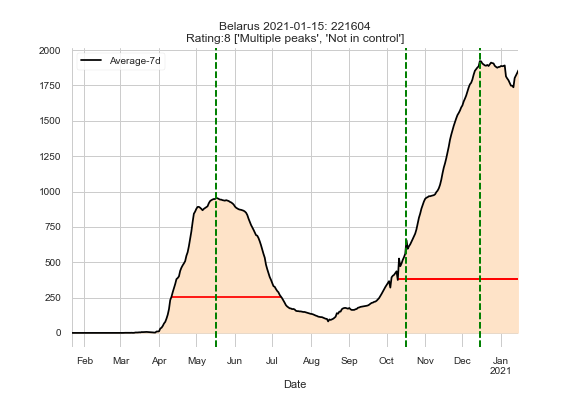 Belarus 2021-01-15: 221604
Rating:8 ['Multiple peaks', 'Not in control']
Average-7d
2000
1750
1500
1250
1000
750
500
250
0
Feb Mar Apr May Jun Jul Aug Sep Oct Nov Dec Jan
2021
Date